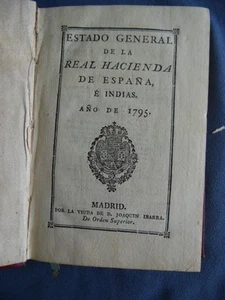 ESTADO GENERAL
DE LA
REAL HACIENDA
DE ESPAÑA,
É INDIAS.
AÑO DE 1795.
MADRID.
POR LA VIUDA DE D. JOAQUIN IBARRA.
De Orden Superior.